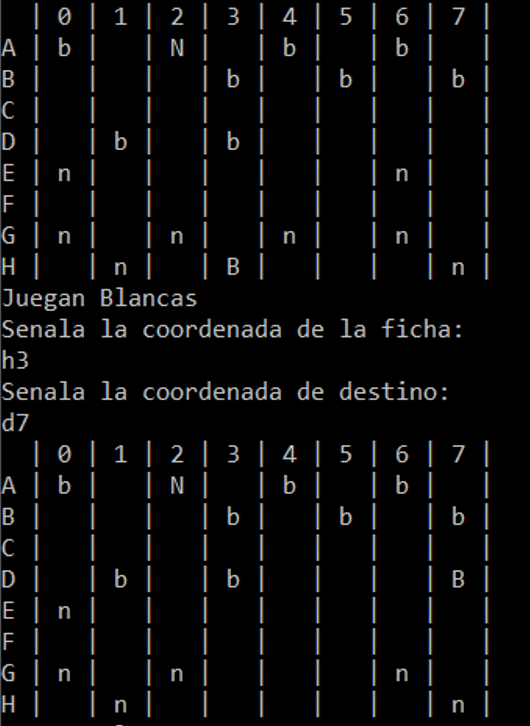 | 0 | 1 | 2 | 3 | 4 | 5 | 6 | 7 |
A | b |   | N |   | b |   | b |   |
B |   |   |   | b |   | b |   | b |
C |   |   |   |   |   |   |   |   |
D |   | b |   | b |   |   |   |   |
E | n |   |   |   |   |   | n |   |
F |   |   |   |   |   |   |   |   |
G | n |   | n |   | n |   | n |   |
H |   | n |   | B |   |   |   | n |
Juegan Blancas
Senala la coordenada de la ficha:
h3
Senala la coordenada de destino:
d7
  | 0 | 1 | 2 | 3 | 4 | 5 | 6 | 7 |
A | b |   | N |   | b |   | b |   |
B |   |   |   | b |   | b |   | b |
C |   |   |   |   |   |   |   |   |
D |   | b |   | b |   |   |   | B |
E | n |   |   |   |   |   |   |   |
F |   |   |   |   |   |   |   |   |
G | n |   | n |   |   |   | n |   |
H |   | n |   |   |   |   |   | n |